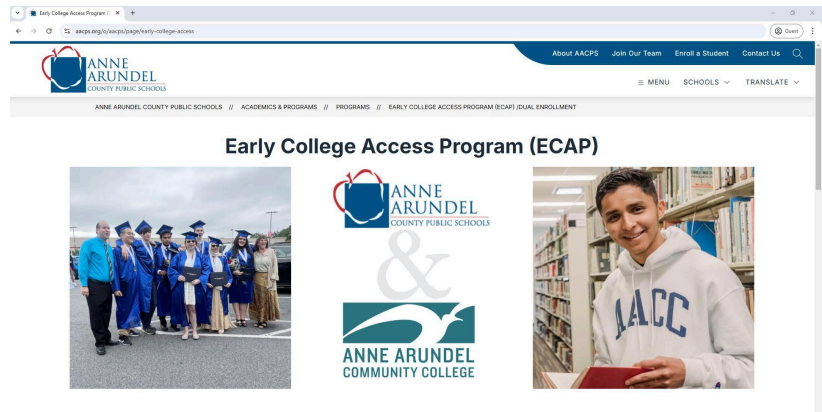 Early College Access Program (E
aacps.org/o/aacps/page/early-college-access
Guest
About AACPS Join Our Team Enroll a Student Contact Us
ANNE
ARUNDEL
COUNTY PUBLIC SCHOOLS
MENU SCHOOLS TRANSLATE
ANNE ARUNDEL COUNTY PUBLIC SCHOOLS // ACADEMICS & PROGRAMS // PROGRAMS // EARLY COLLEGE ACCESS PROGRAM (ECAP) /DUAL ENROLLMENT
Early College Access Program (ECAP)
ANNE
ARUNDEL
COUNTY PUBLIC SCHOOLS
&
ANNE ARUNDEL
COMMUNITY COLLEGE
AACC